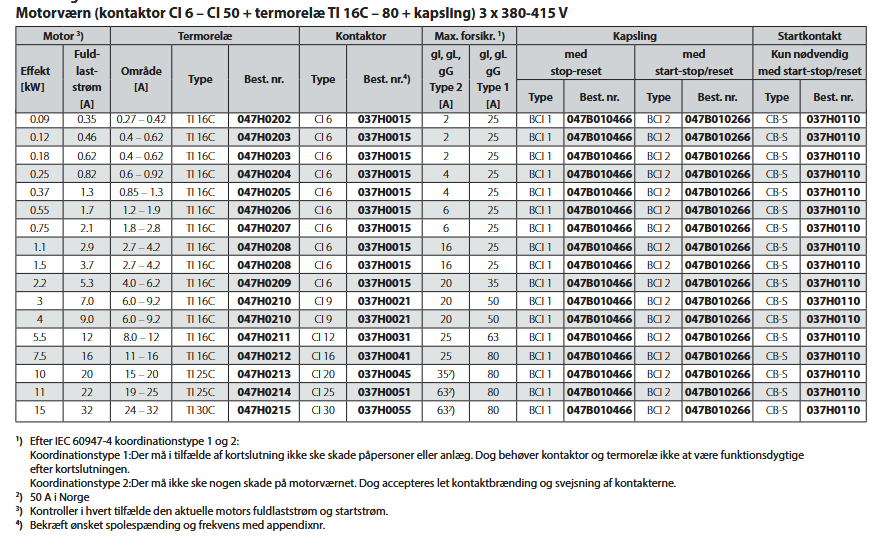 Motorværn (kontaktor CI 6 – CI 50 + termorelæ TI 16C – 80 + kapsling) 3 x 380-415 V
Motor ³) Termorelæ Kontaktor Max. forsikr. ¹) Kapsling Startkontakt
Effekt [kW] Fuld-last-strøm [A] Område [A] Type Best. nr. Type Best. nr.⁴) gI, gL, gG Type 2 [A] gI, gL gG Type 1 [A] med stop-reset med start-stop/reset Kun nødvendig med start-stop/reset
Type Best. nr. Type Best. nr. Type Best. nr.
0.09 0.35 0.27 – 0.42 TI 16C 047H0202 CI 6 037H0015 2 25 BCI 1 047B010466 BCI 2 047B010266 CB-S 037H0110
0.12 0.46 0.4 – 0.62 TI 16C 047H0203 CI 6 037H0015 2 25 BCI 1 047B010466 BCI 2 047B010266 CB-S 037H0110
0.18 0.62 0.4 – 0.62 TI 16C 047H0203 CI 6 037H0015 2 25 BCI 1 047B010466 BCI 2 047B010266 CB-S 037H0110
0.25 0.82 0.6 – 0.92 TI 16C 047H0204 CI 6 037H0015 4 25 BCI 1 047B010466 BCI 2 047B010266 CB-S 037H0110
0.37 1.3 0.85 – 1.3 TI 16C 047H0205 CI 6 037H0015 4 25 BCI 1 047B010466 BCI 2 047B010266 CB-S 037H0110
0.55 1.7 1.2 – 1.9 TI 16C 047H0206 CI 6 037H0015 6 25 BCI 1 047B010466 BCI 2 047B010266 CB-S 037H0110
0.75 2.1 1.8 – 2.8 TI 16C 047H0207 CI 6 037H0015 6 25 BCI 1 047B010466 BCI 2 047B010266 CB-S 037H0110
1.1 2.9 2.7 – 4.2 TI 16C 047H0208 CI 6 037H0015 16 25 BCI 1 047B010466 BCI 2 047B010266 CB-S 037H0110
1.5 3.7 2.7 – 4.2 TI 16C 047H0208 CI 6 037H0015 16 25 BCI 1 047B010466 BCI 2 047B010266 CB-S 037H0110
2.2 5.3 4.0 – 6.2 TI 16C 047H0209 CI 6 037H0015 20 35 BCI 1 047B010466 BCI 2 047B010266 CB-S 037H0110
3 7.0 6.0 – 9.2 TI 16C 047H0210 CI 9 037H0021 20 50 BCI 1 047B010466 BCI 2 047B010266 CB-S 037H0110
4 9.0 6.0 – 9.2 TI 16C 047H0210 CI 9 037H0021 20 50 BCI 1 047B010466 BCI 2 047B010266 CB-S 037H0110
5.5 12 8.0 – 12 TI 16C 047H0211 CI 12 037H0031 25 63 BCI 1 047B010466 BCI 2 047B010266 CB-S 037H0110
7.5 16 11 – 16 TI 16C 047H0212 CI 16 037H0041 25 80 BCI 1 047B010466 BCI 2 047B010266 CB-S 037H0110
10 20 15 – 20 TI 25C 047H0213 CI 20 037H0045 35²) 80 BCI 1 047B010466 BCI 2 047B010266 CB-S 037H0110
11 22 19 – 25 TI 25C 047H0214 CI 25 037H0051 63²) 80 BCI 1 047B010466 BCI 2 047B010266 CB-S 037H0110
15 32 24 – 32 TI 30C 047H0215 CI 30 037H0055 63²) 80 BCI 1 047B010466 BCI 2 047B010266 CB-S 037H0110
¹) Efter IEC 60947-4 koordinationstype 1 og 2:
Koordinationstype 1:Der må i tilfælde af kortslutning ikke ske skade påpersoner eller anlæg. Dog behøver kontaktor og termorelæ ikke at være funktionsdygtige
efter kortslutningen.
Koordinationstype 2:Der må ikke ske nogen skade på motorværnet. Dog accepteres let kontaktbrænding og svejsning af kontakterne.
²) 50 A i Norge
³) Kontroller i hvert tilfælde den aktuelle motors fuldlaststrøm og startstrøm.
⁴) Bekræft ønsket spolespænding og frekvens med appendixnr.